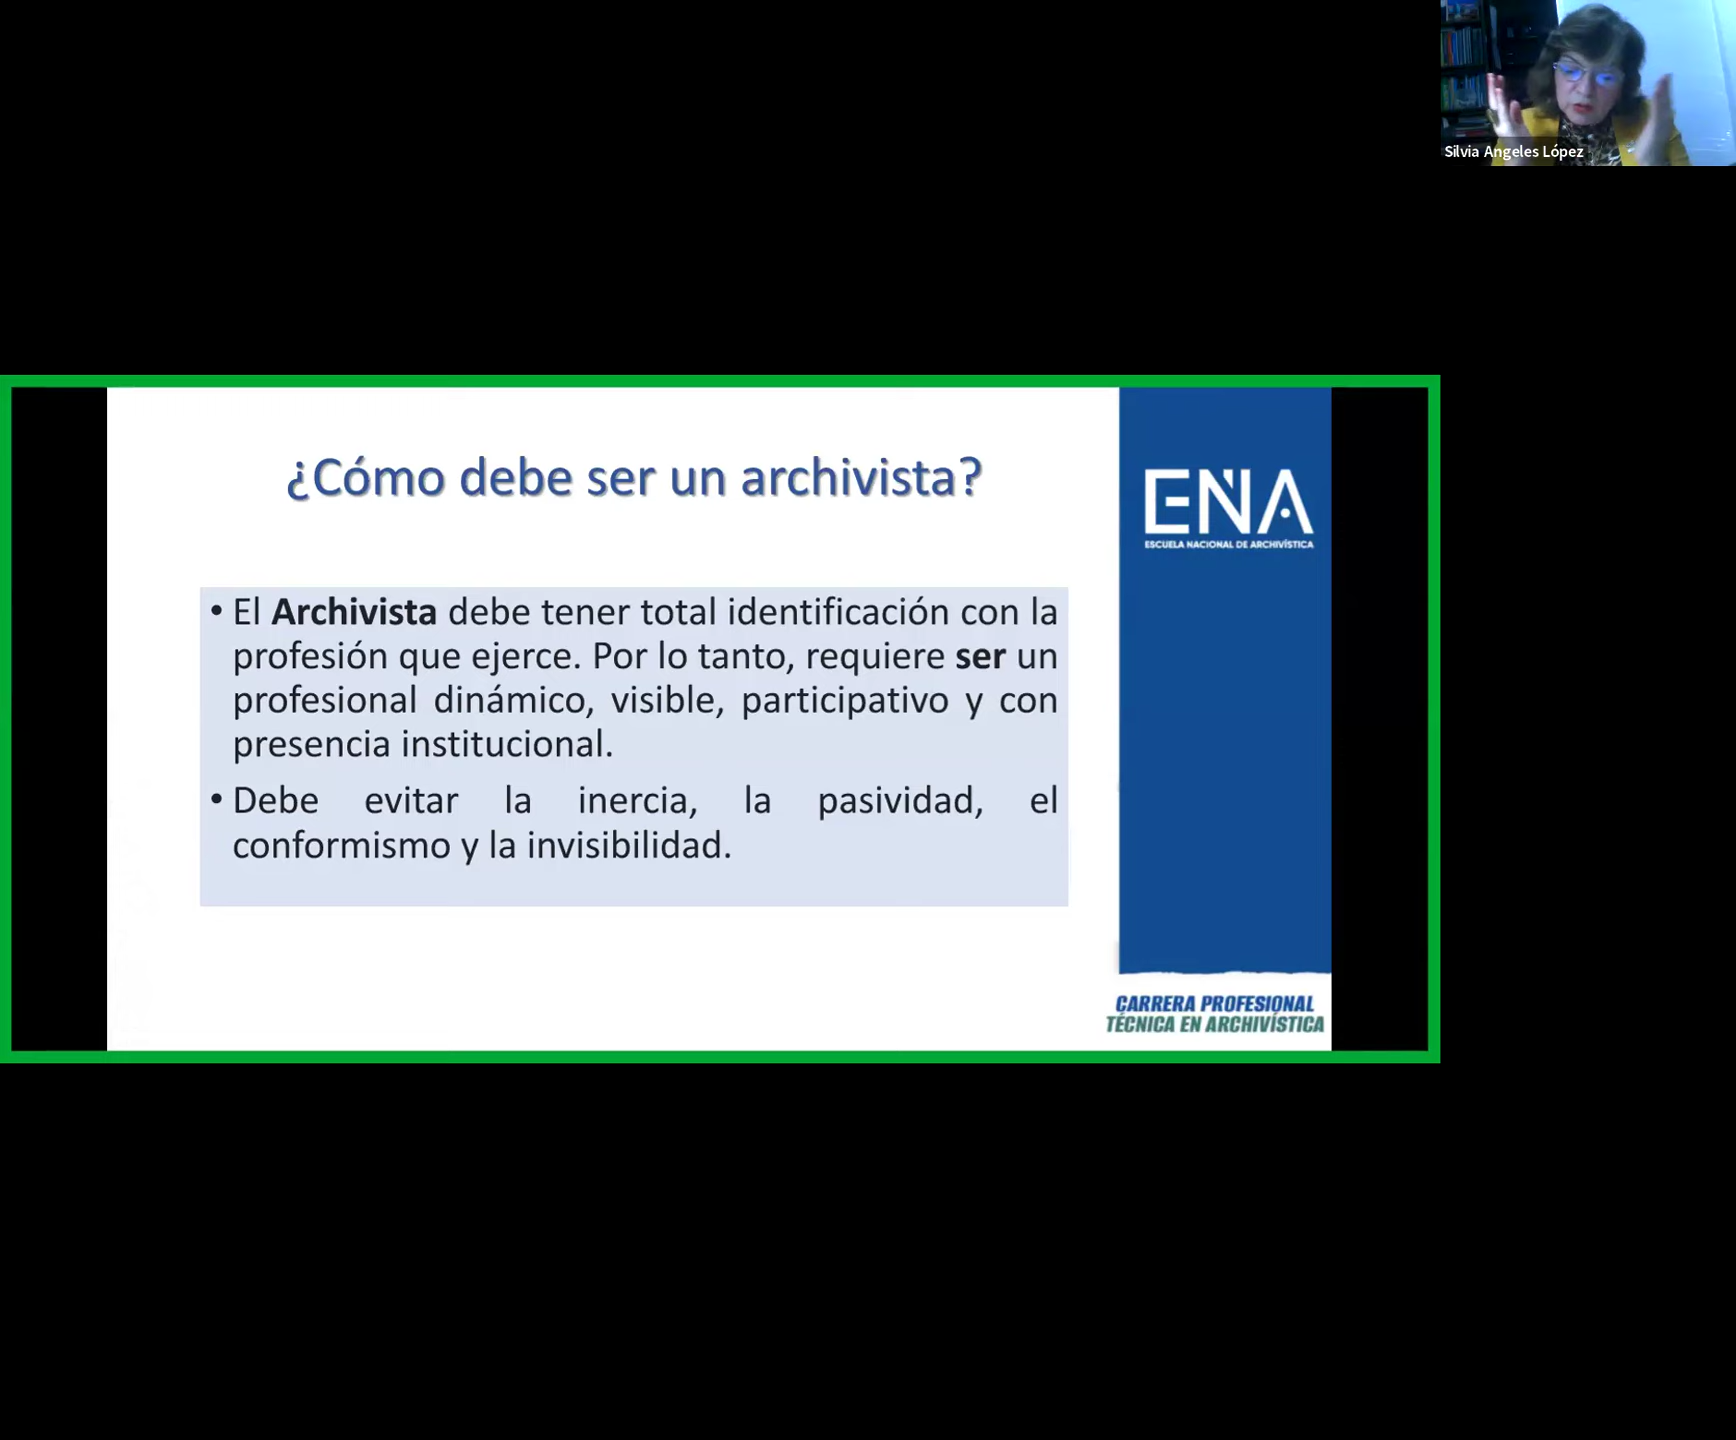 Silvia Angeles López
¿Cómo debe ser un archivista?
• El Archivista debe tener total identificación con la
profesión que ejerce. Por lo tanto, requiere ser un
profesional dinámico, visible, participativo y con
presencia institucional.
• Debe evitar la inercia, la pasividad, el
conformismo y la invisibilidad.
ENA
ESCUELA NACIONAL DE ARCHIVÍSTICA
CARRERA PROFESIONAL
TÉCNICA EN ARCHIVÍSTICA